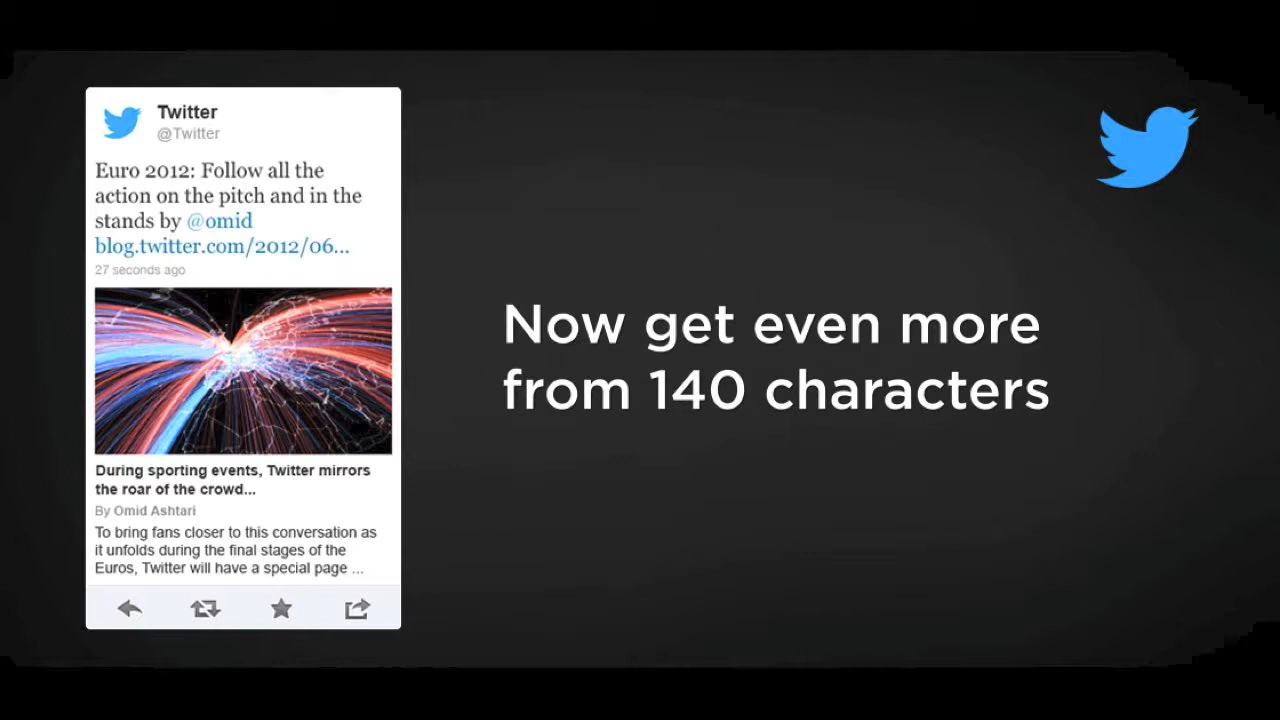 Twitter
@Twitter
Euro 2012: Follow all the
action on the pitch and in the
stands by @omid
blog.twitter.com/2012/06...
27 seconds ago
During sporting events, Twitter mirrors
the roar of the crowd...
By Omid Ashtari
To bring fans closer to this conversation as
it unfolds during the final stages of the
Euros, Twitter will have a special page ...
Now get even more
from 140 characters